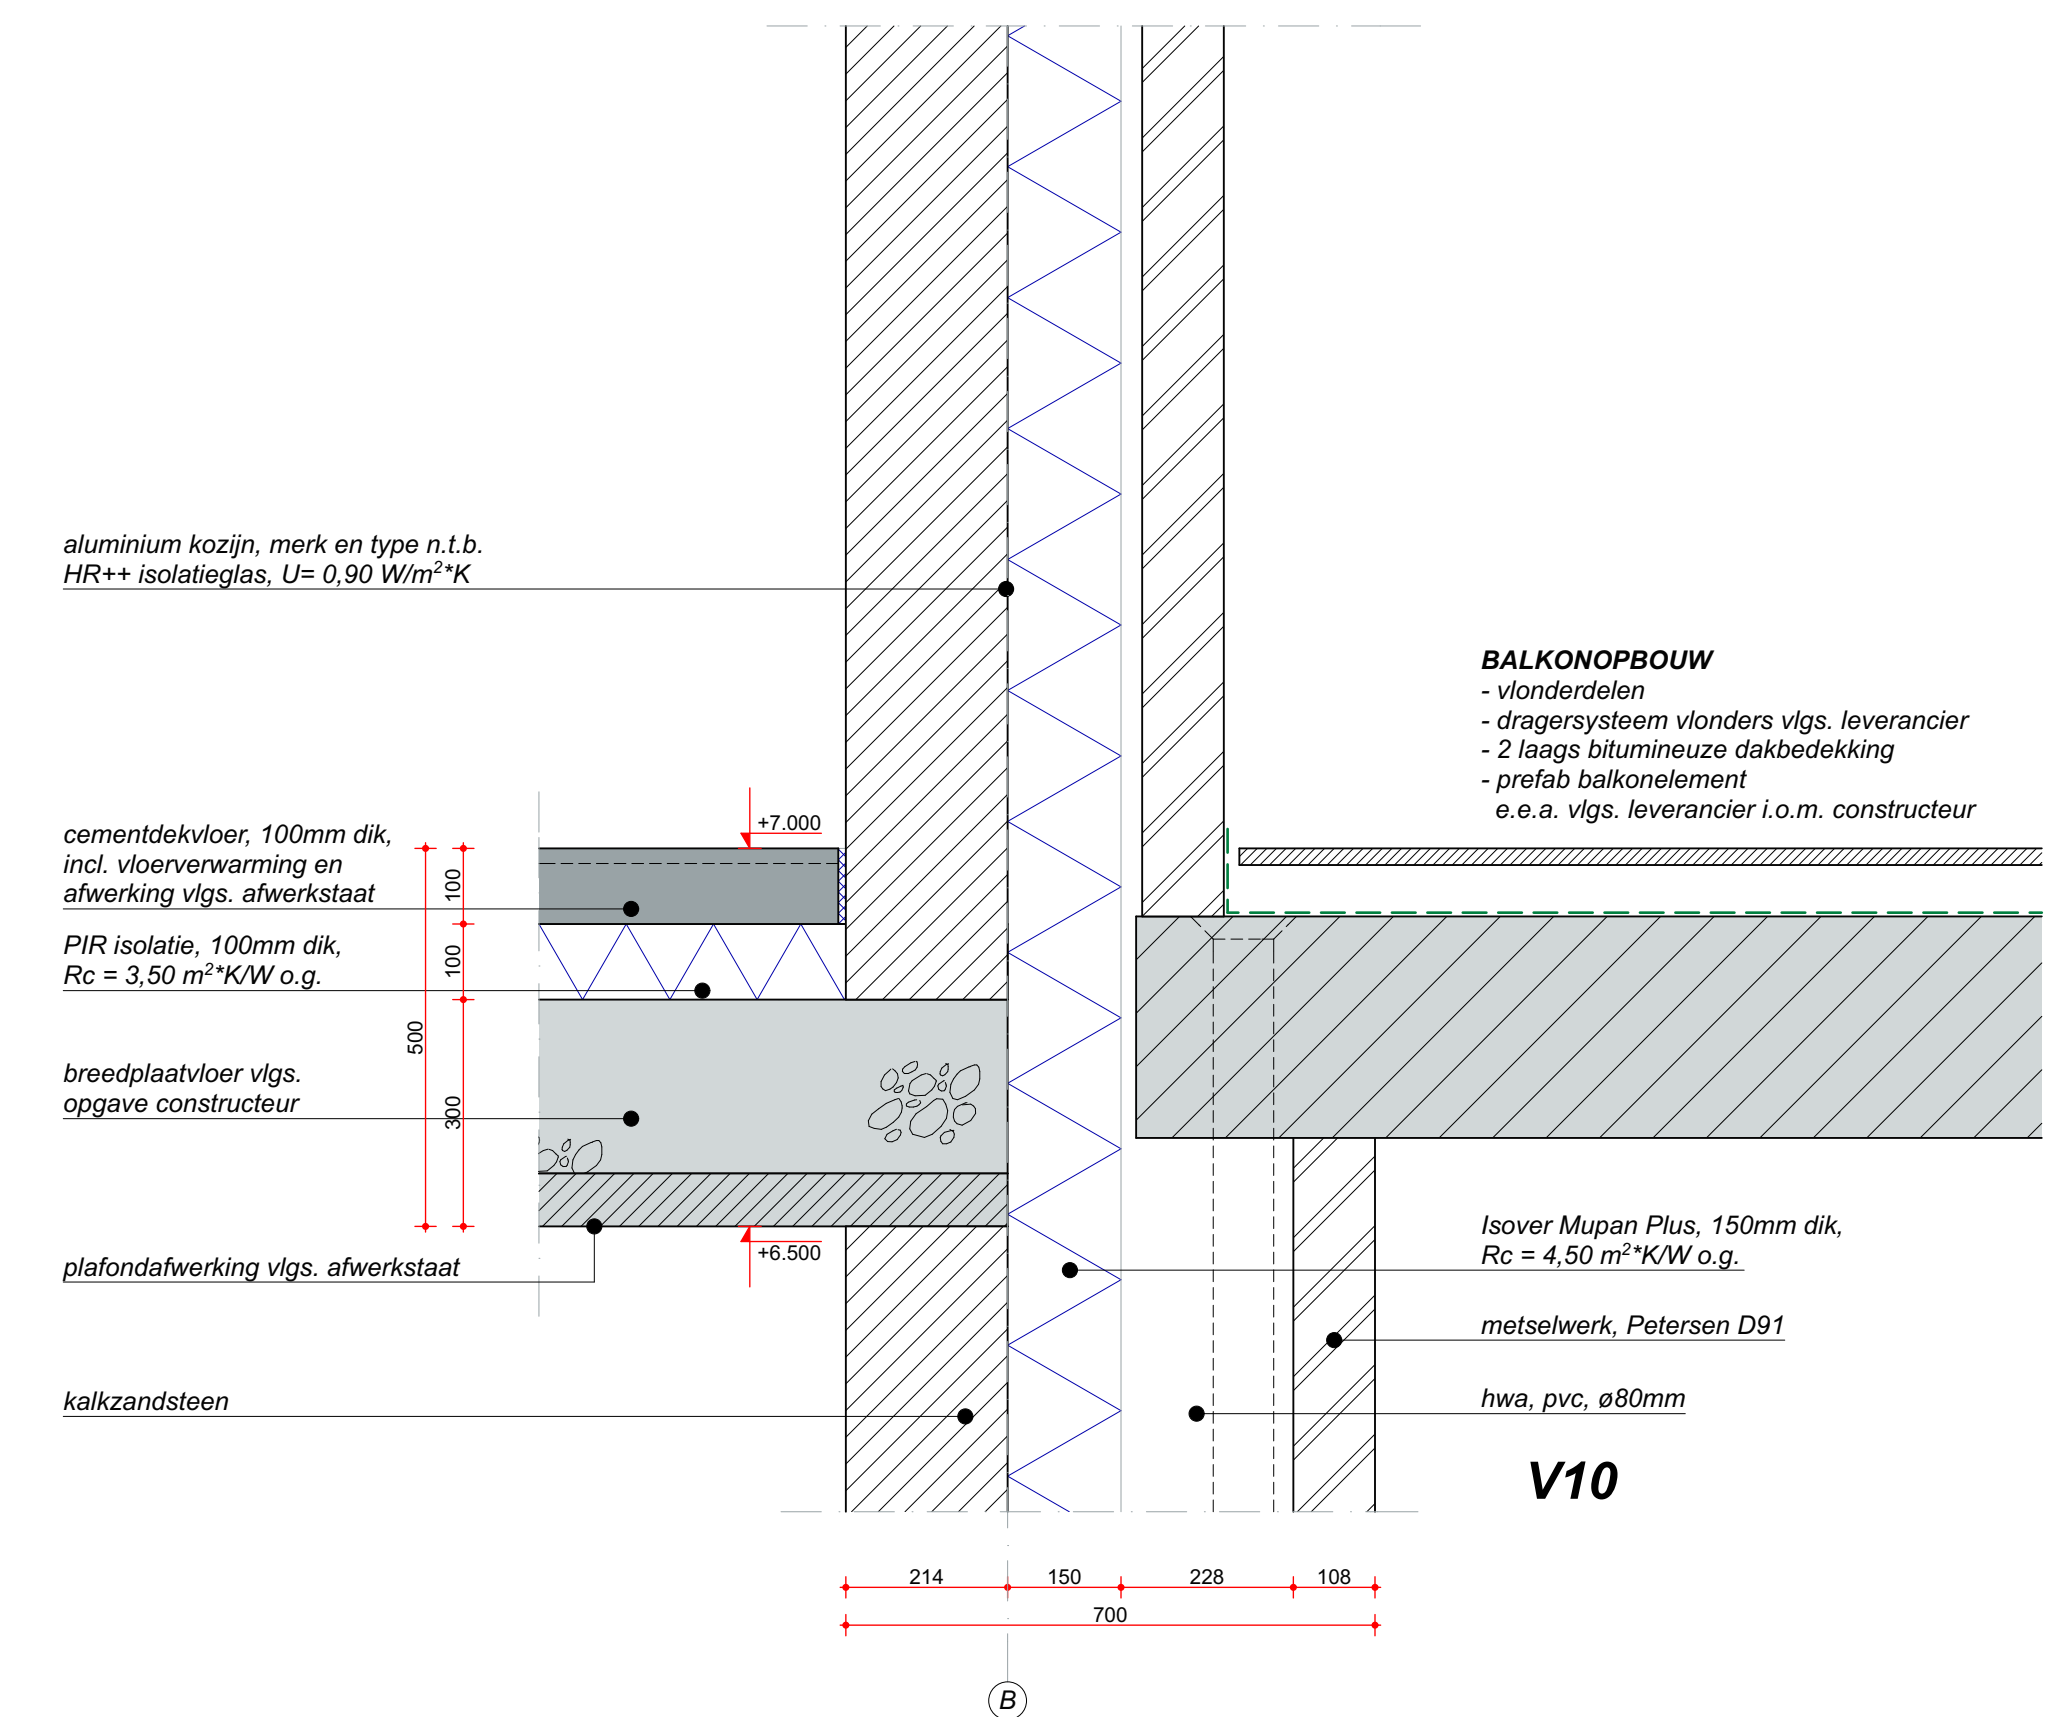 aluminium kozijn, merk en type n.t.b.
HR++ isolatieglas, U= 0,90 W/m²*K
BALKONOPBOUW
- vlonderdelen
- dragersysteem vlonders vlgs. leverancier
- 2 laags bitumineuze dakbedekking
- prefab balkonelement
e.e.a. vlgs. leverancier i.o.m. constructeur
cementdekvloer, 100mm dik,
incl. vloerverwarming en
afwerking vlgs. afwerkstaat
+7.000
100
PIR isolatie, 100mm dik,
Rc = 3,50 m²*K/W o.g.
100
500
breedplaatvloer vlgs.
opgave constructeur
300
plafondafwerking vlgs. afwerkstaat
+6.500
Isover Mupan Plus, 150mm dik,
Rc = 4,50 m²*K/W o.g.
metselwerk, Petersen D91
kalkzandsteen
hwa, pvc, ø80mm
V10
214
150
228
108
700
B